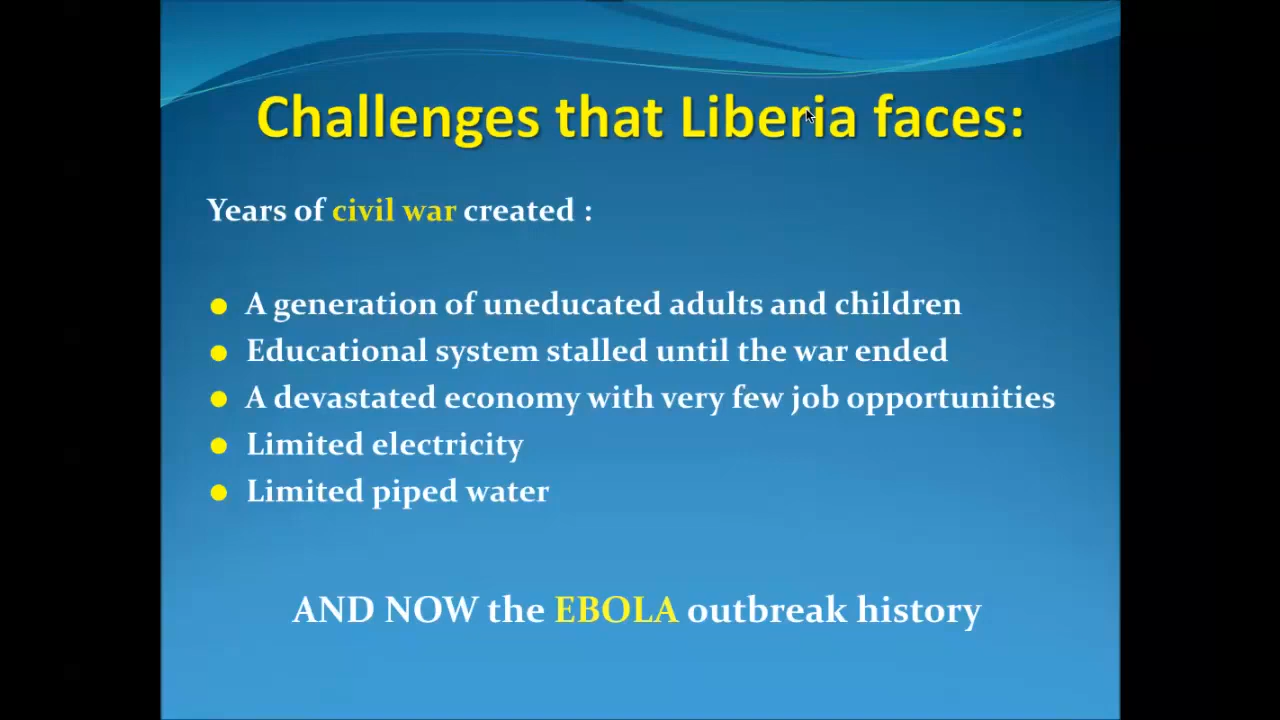 Challenges that Liberia faces:
Years of civil war created :
A generation of uneducated adults and children
Educational system stalled until the war ended
A devastated economy with very few job opportunities
Limited electricity
Limited piped water
AND NOW the EBOLA outbreak history